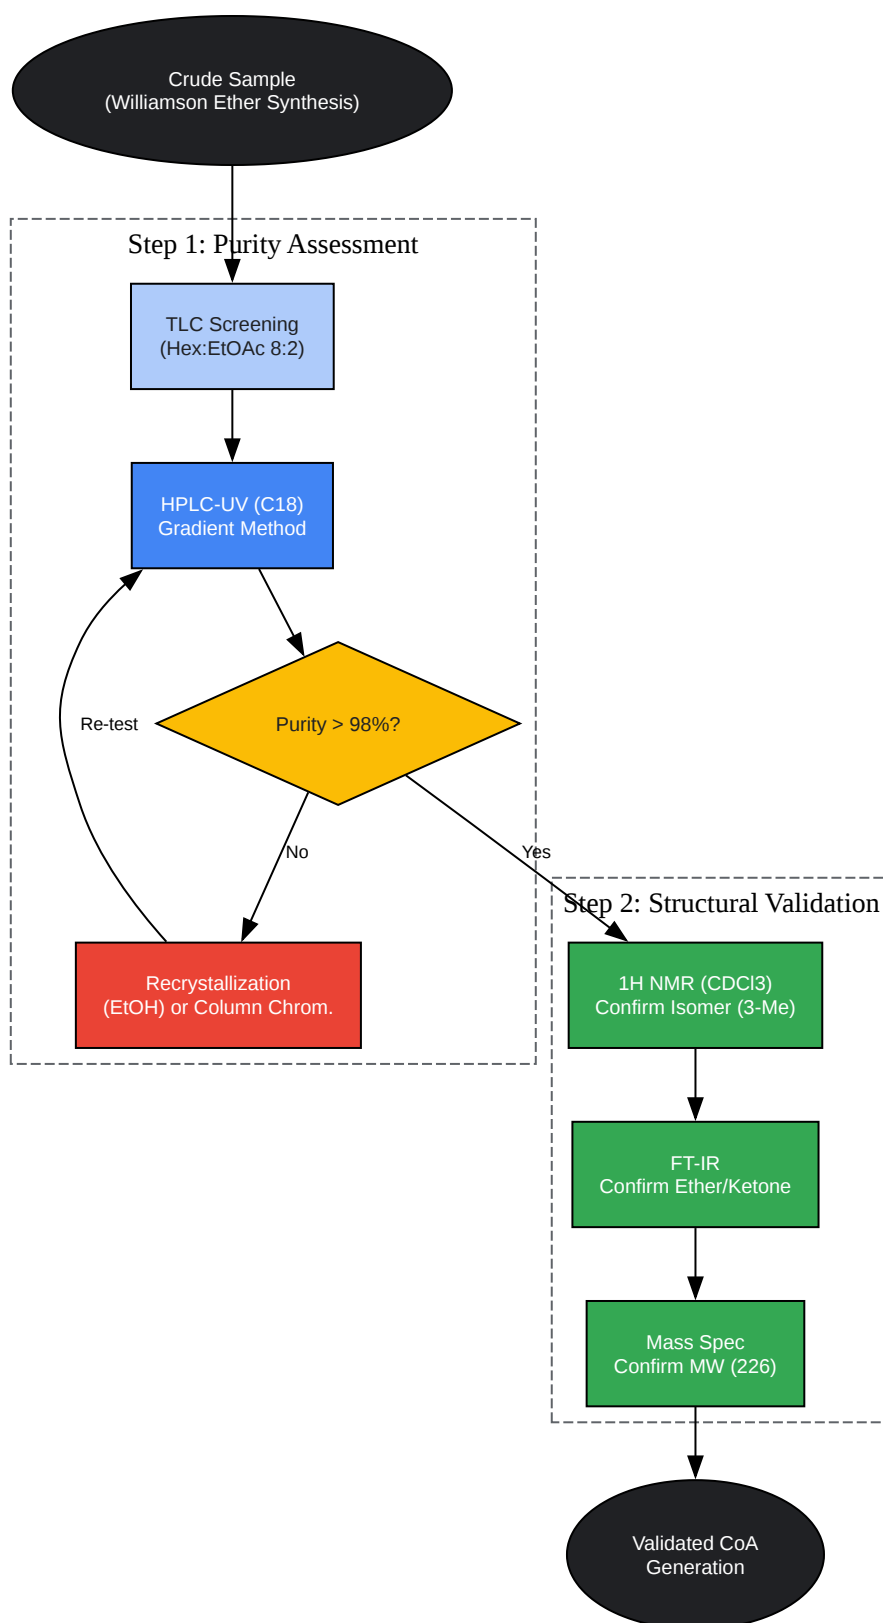 Crude Sample
(Williamson Ether Synthesis)
Step 1: Purity Assessment
TLC Screening
(Hex:EtOAc 8:2)
HPLC-UV (C18)
Gradient Method
Purity > 98%?
Re-test
No
Yes
Recrystallization
(EtOH) or Column Chrom.
Step 2: Structural Validation
1H NMR (CDCl3)
Confirm Isomer (3-Me)
FT-IR
Confirm Ether/Ketone
Mass Spec
Confirm MW (226)
Validated CoA
Generation